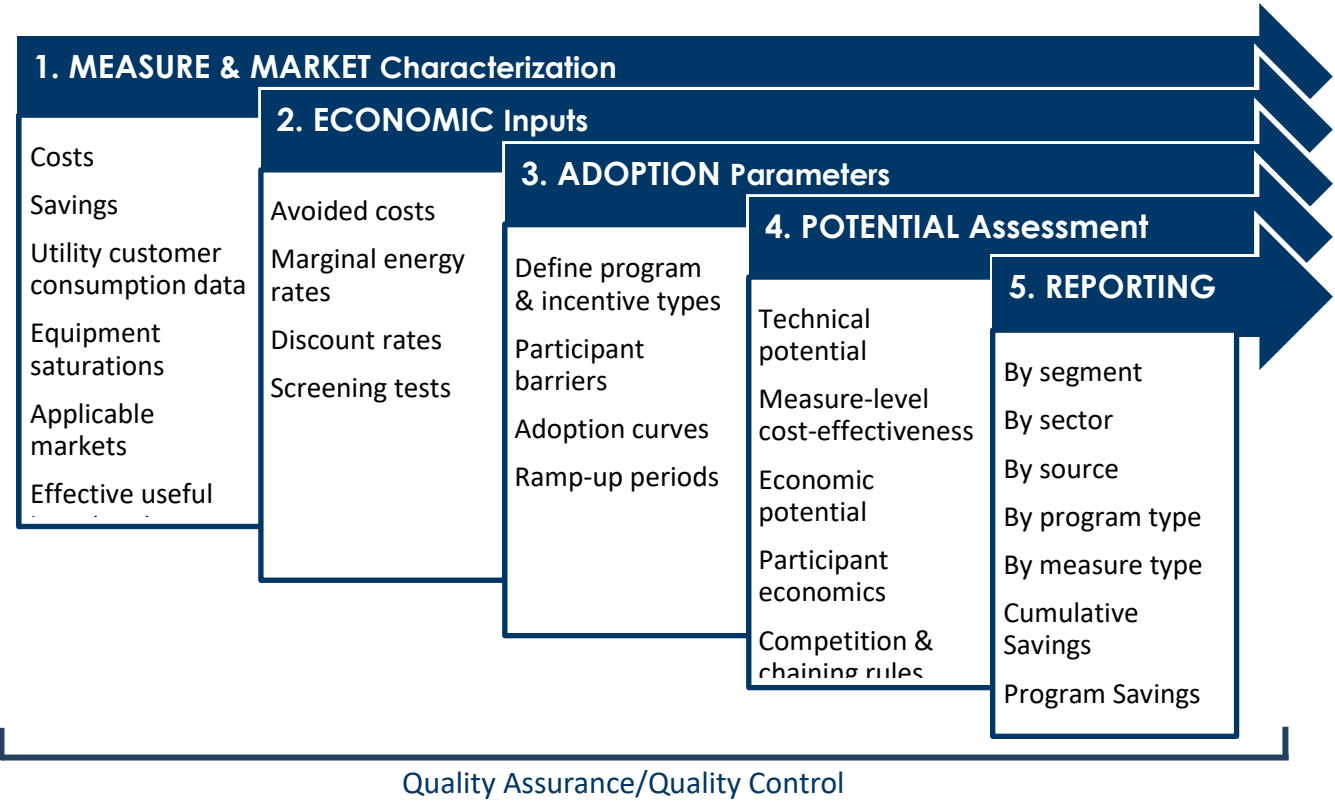 1. MEASURE & MARKET Characterization
Costs
Savings
Utility customer
consumption data
Equipment
saturations
Applicable
markets
Effective useful
2. ECONOMIC Inputs
Avoided costs
Marginal energy
rates
Discount rates
Screening tests
3. ADOPTION Parameters
Define program
& incentive types
Participant
barriers
Adoption curves
Ramp-up periods
4. POTENTIAL Assessment
Technical
potential
Measure-level
cost-effectiveness
Economic
potential
Participant
economics
Competition &
chaining rules
5. REPORTING
By segment
By sector
By source
By program type
By measure type
Cumulative
Savings
Program Savings
Quality Assurance/Quality Control